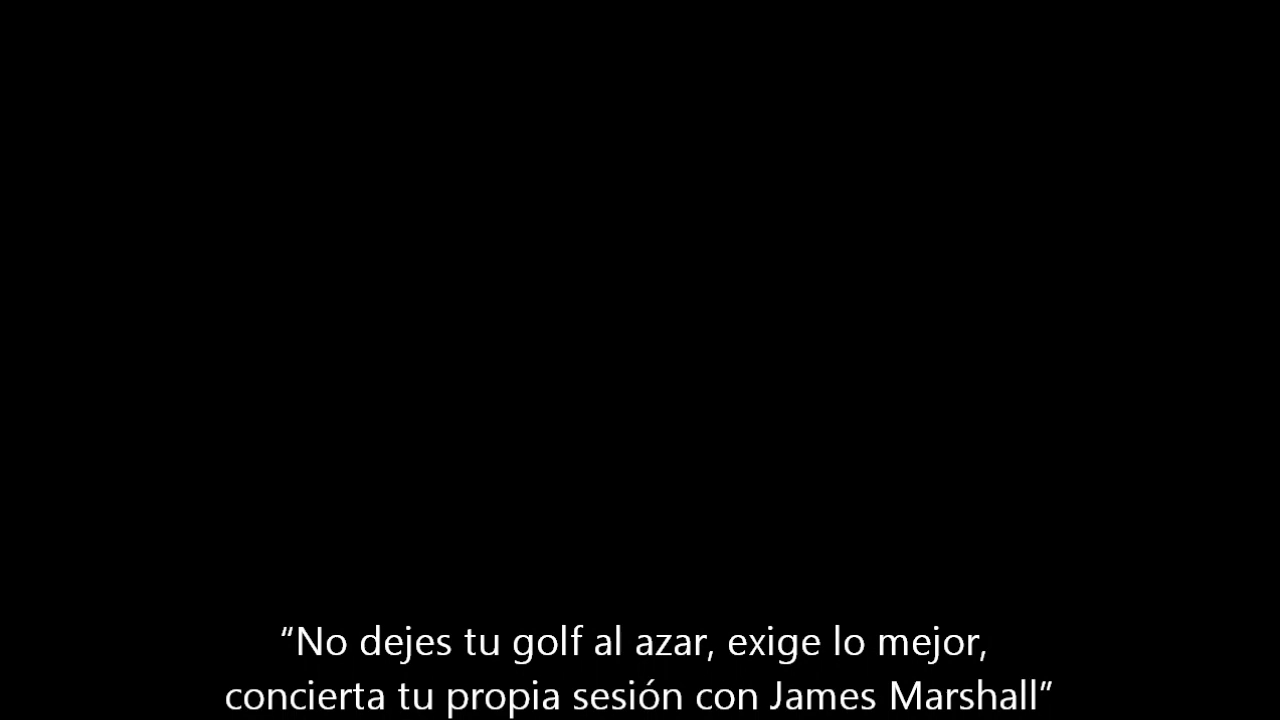 “No dejes tu golf al azar, exige lo mejor,
concierta tu propia sesión con James Marshall”